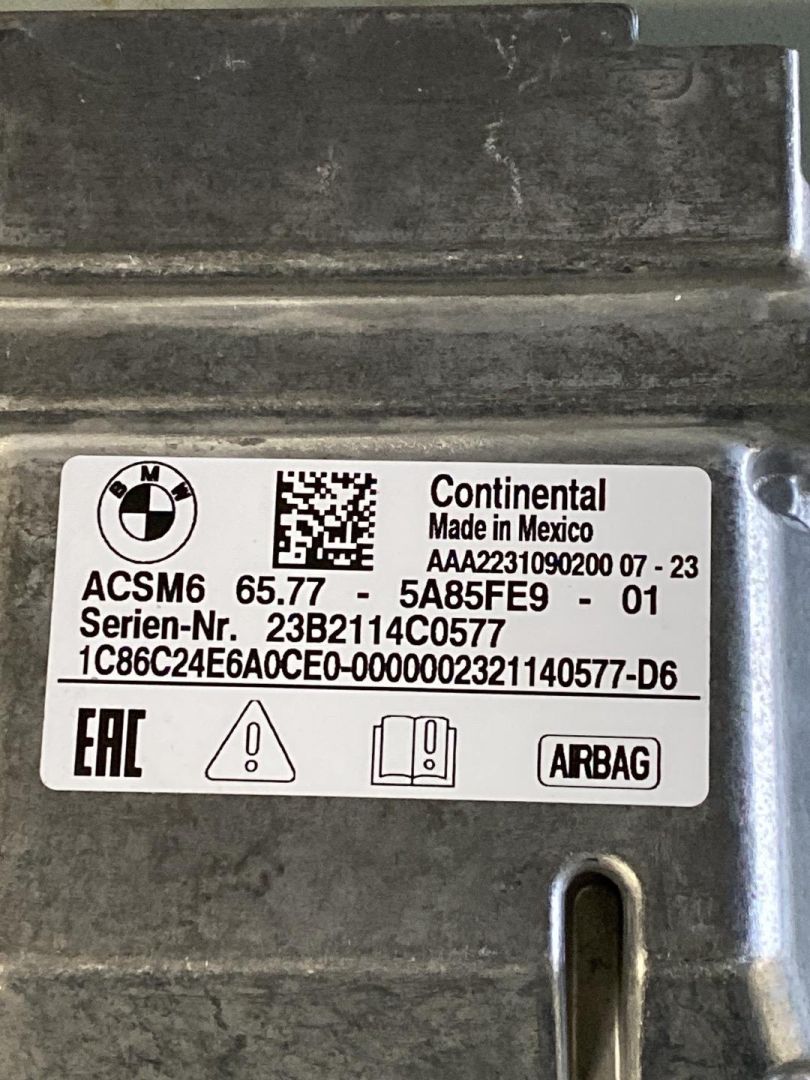 BMW
Continental
Made in Mexico
AAA2231090200 07 - 23
ACSM6 65.77 - 5A85FE9 - 01
Serien-Nr. 23B2114C0577
1C86C24E6A0CE0-0000002321140577-D6
EAC
AIRBAG